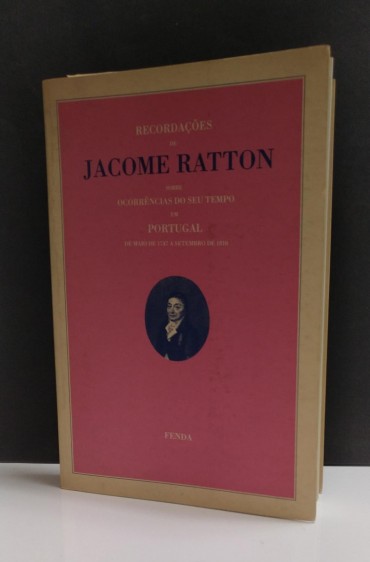 RECORDAÇÕES
DE
JACOME RATTON
SOBRE
OCORRÊNCIAS DO SEU TEMPO
EM
PORTUGAL
DE MAIO DE 1747 A SETEMBRO DE 1810
FENDA